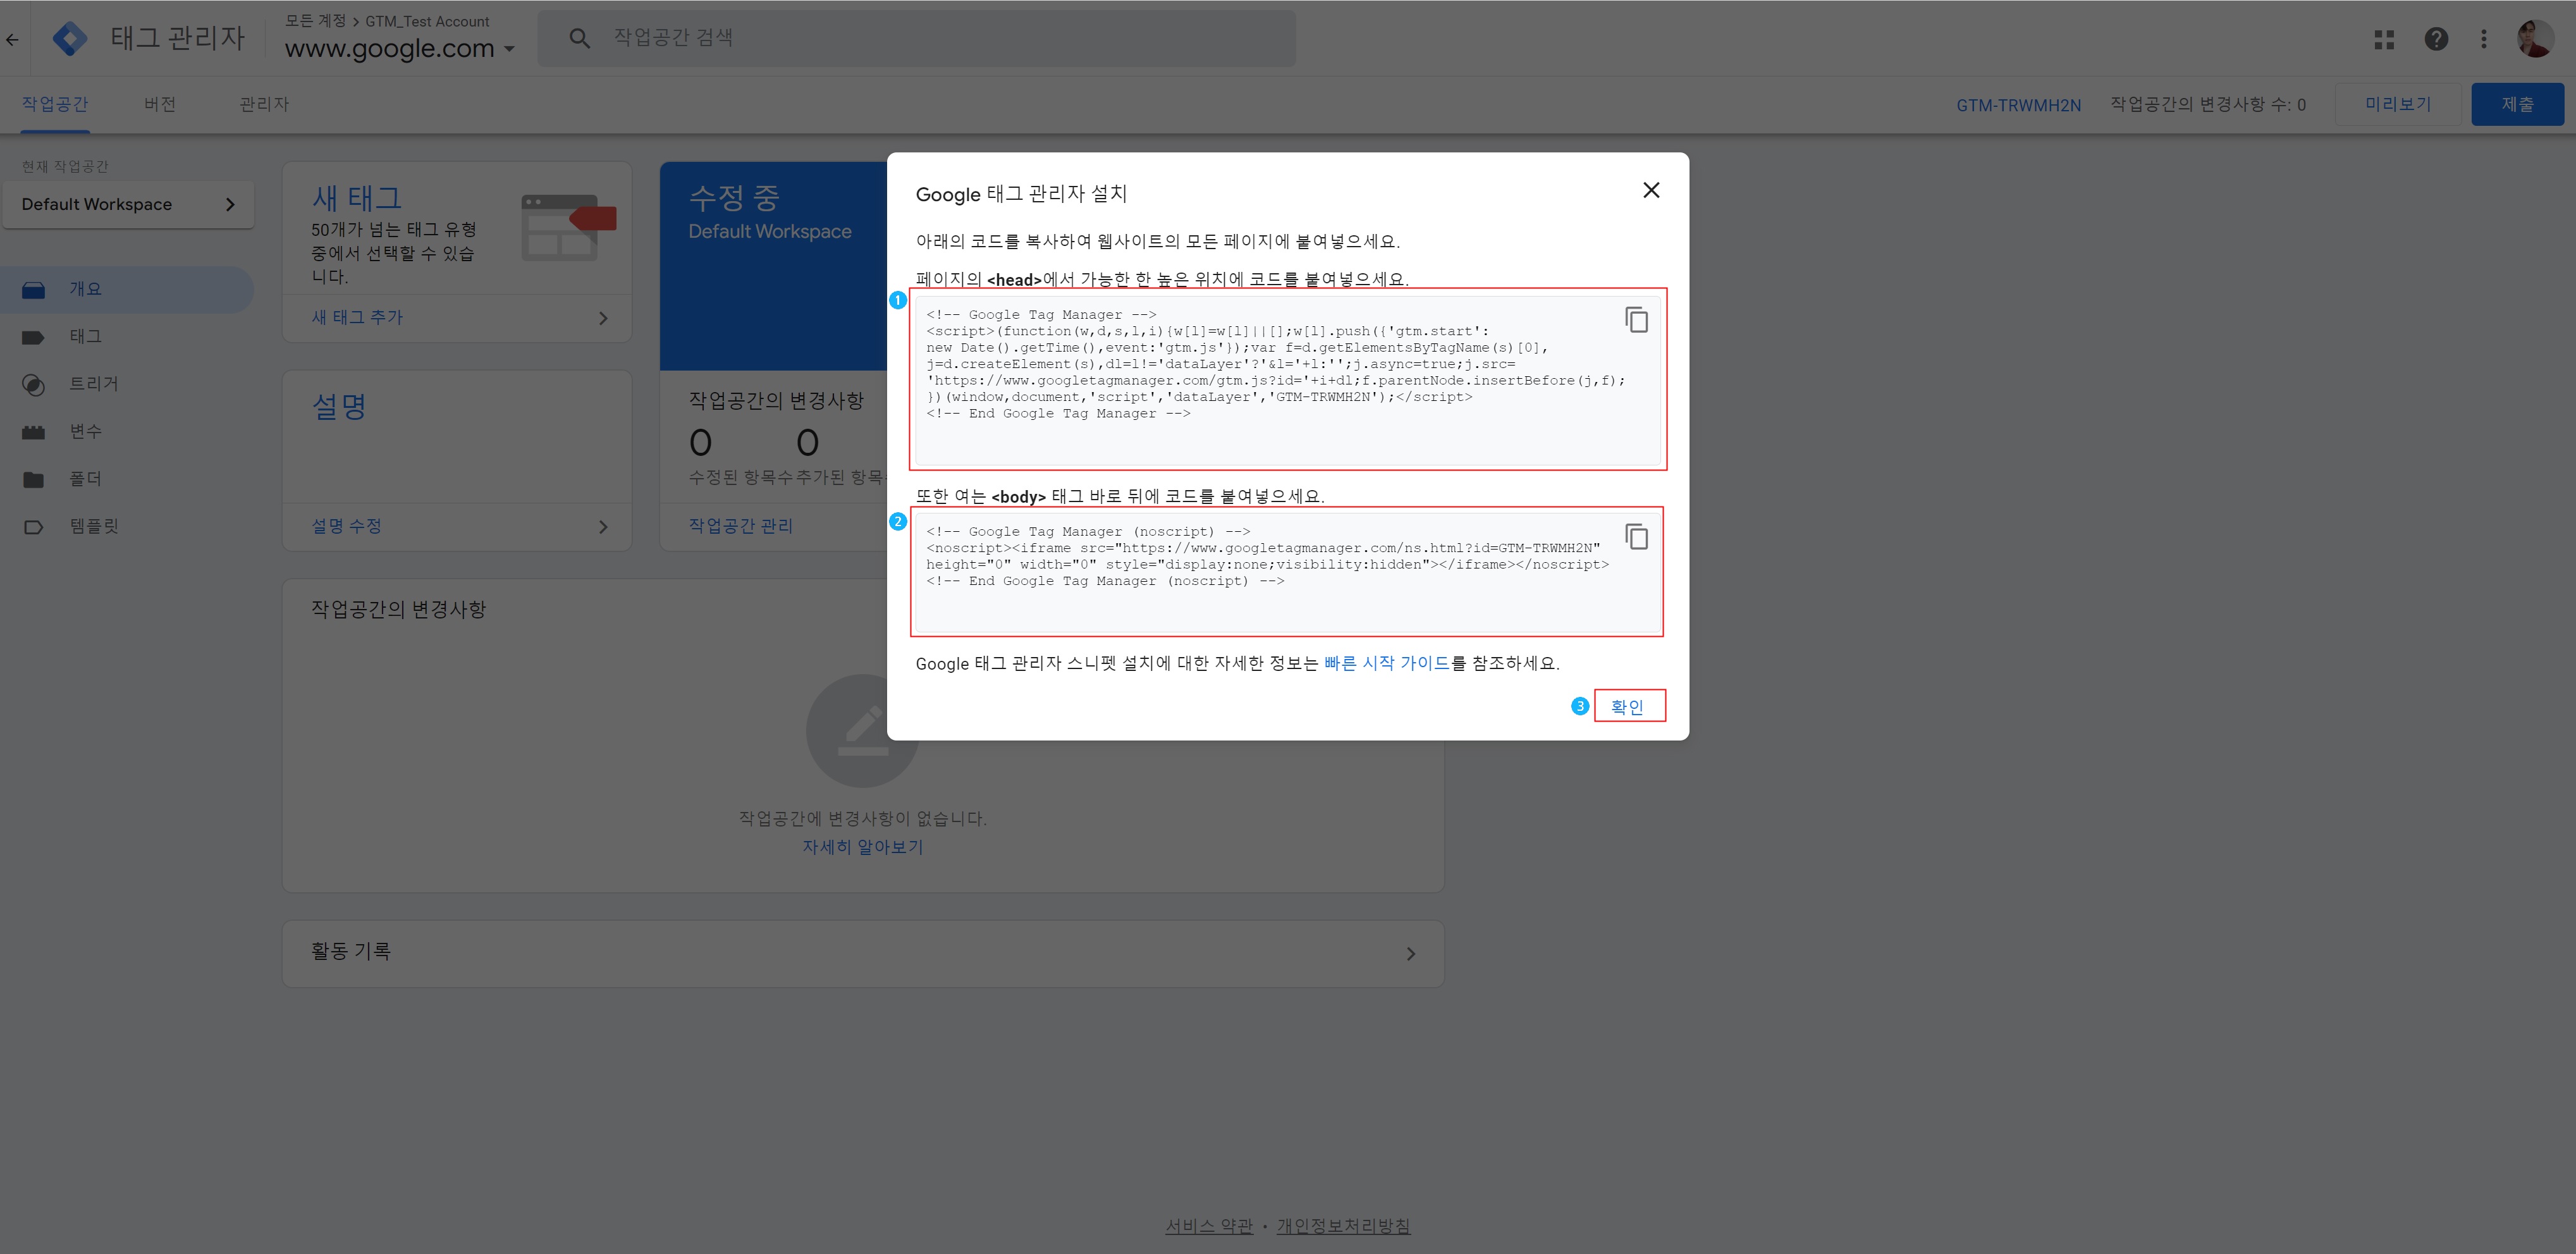 모든 계정 > GTM_Test Account
태그 관리자
www.google.com
작업공간 검색
작업공간
버전
관리자
GTM-TRWMH2N
작업공간의 변경사항 수: 0
미리보기
제출
현재 작업공간
Default Workspace
개요
태그
트리거
변수
폴더
템플릿
새 태그
50개가 넘는 태그 유형
중에서 선택할 수 있습
니다.
새 태그 추가
설명
설명 수정
수정 중
Default Workspace
작업공간의 변경사항
0
0
수정된 항목 수
추가된 항목
작업공간 관리
작업공간의 변경사항
작업공간에 변경사항이 없습니다.
자세히 알아보기
활동 기록
Google 태그 관리자 설치
아래의 코드를 복사하여 웹사이트의 모든 페이지에 붙여넣으세요.
페이지의 <head>에서 가능한 한 높은 위치에 코드를 붙여넣으세요.
1
<!-- Google Tag Manager -->
<script>(function(w,d,s,l,i){w[l]=w[l]||[];w[l].push({'gtm.start':
new Date().getTime(),event:'gtm.js'});var f=d.getElementsByTagName(s)[0],
j=d.createElement(s),dl=l!='dataLayer'?'&l='+l:'';j.async=true;j.src=
'https://www.googletagmanager.com/gtm.js?id='+i+dl;f.parentNode.insertBefore(j,f);
})(window,document,'script','dataLayer','GTM-TRWMH2N');</script>
<!-- End Google Tag Manager -->
또한 여는 <body> 태그 바로 뒤에 코드를 붙여넣으세요.
2
<!-- Google Tag Manager (noscript) -->
<noscript><iframe src="https://www.googletagmanager.com/ns.html?id=GTM-TRWMH2N"
height="0" width="0" style="display:none;visibility:hidden"></iframe></noscript>
<!-- End Google Tag Manager (noscript) -->
Google 태그 관리자 스니펫 설치에 대한 자세한 정보는 빠른 시작 가이드를 참조하세요.
3
확인
서비스 약관 • 개인정보처리방침